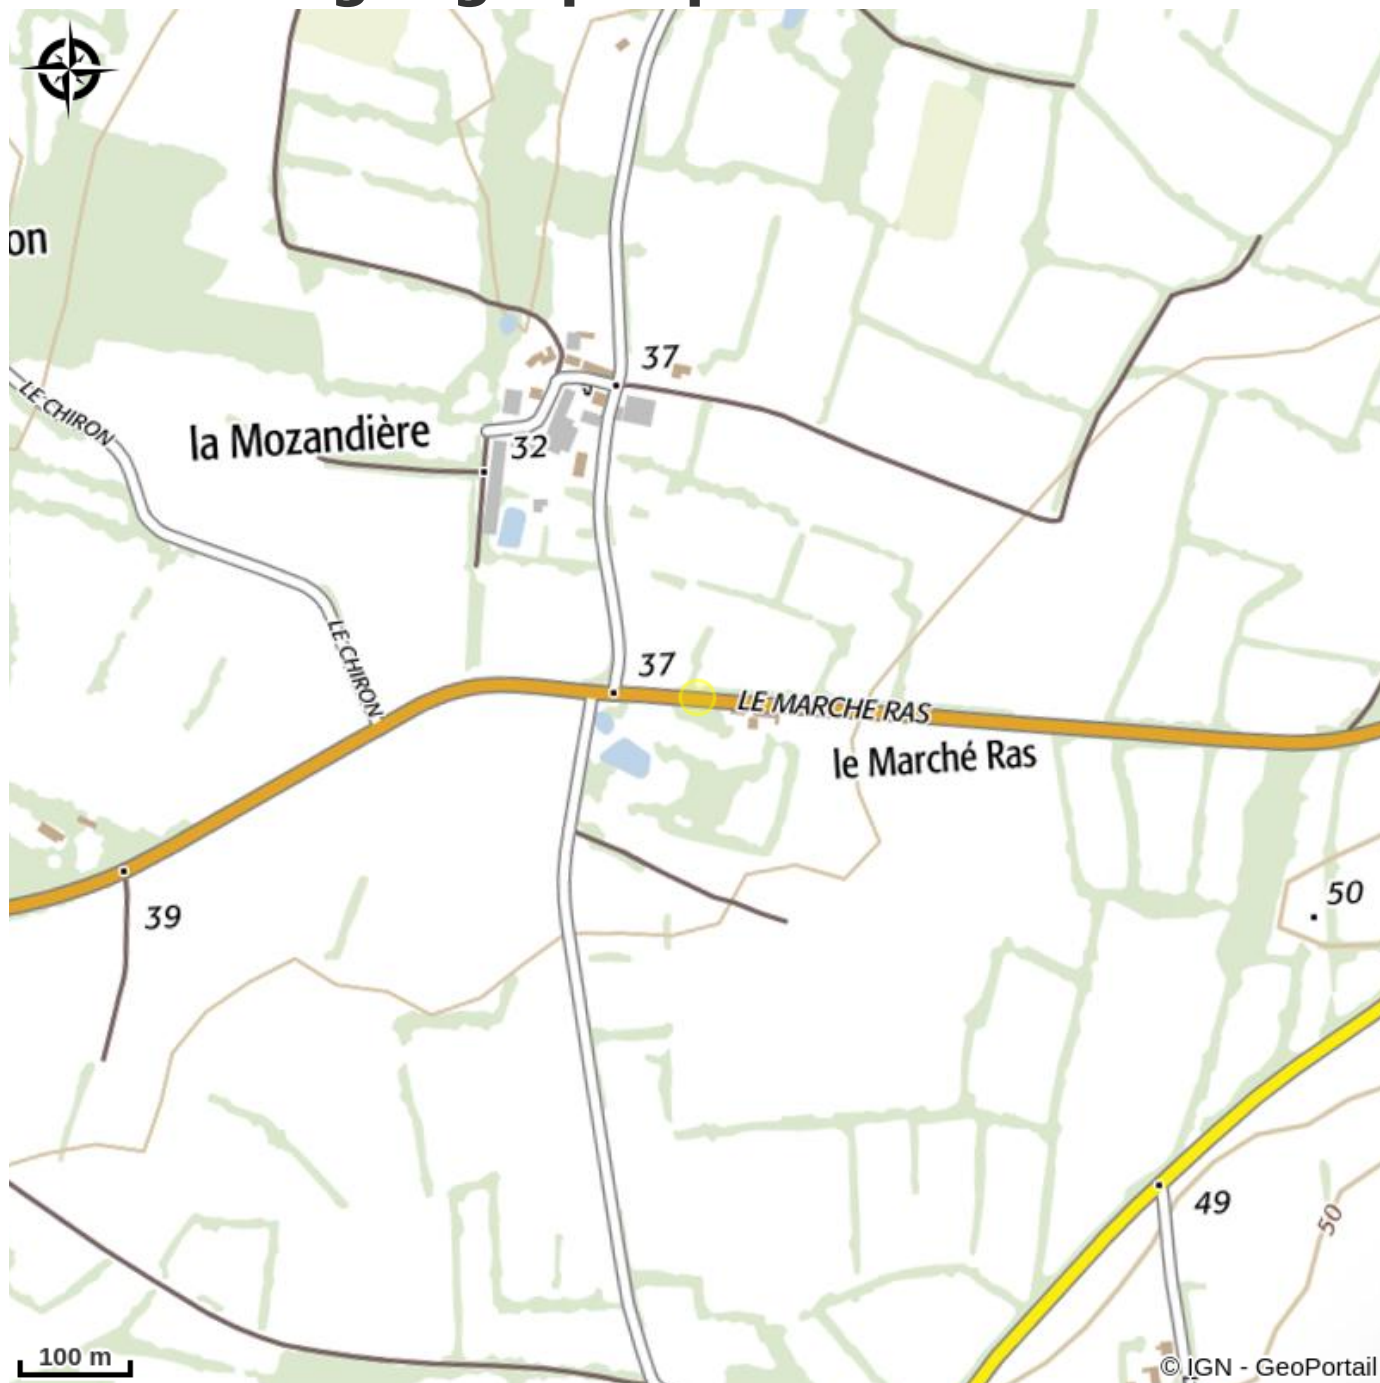 on
37
LE CHIRON
la Mozandière
32
LE CHIRON
37
LE MARCHE RAS
le Marché Ras
50
39
49
50
100 m
© IGN - GeoPortail